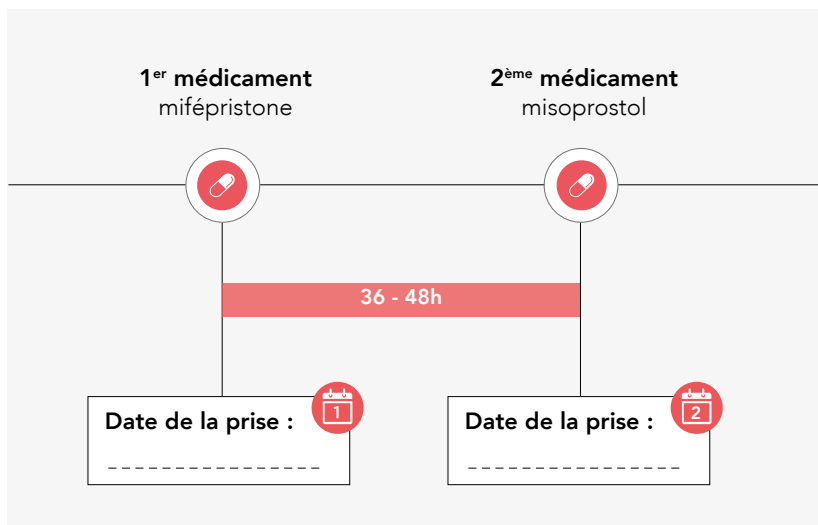 1er médicament
mifépristone
2ème médicament
misoprostol
36 - 48h
Date de la prise :
1
_ _ _ _ _ _ _ _ _ _ _ _ _ _ _ _
Date de la prise :
2
_ _ _ _ _ _ _ _ _ _ _ _ _ _ _ _